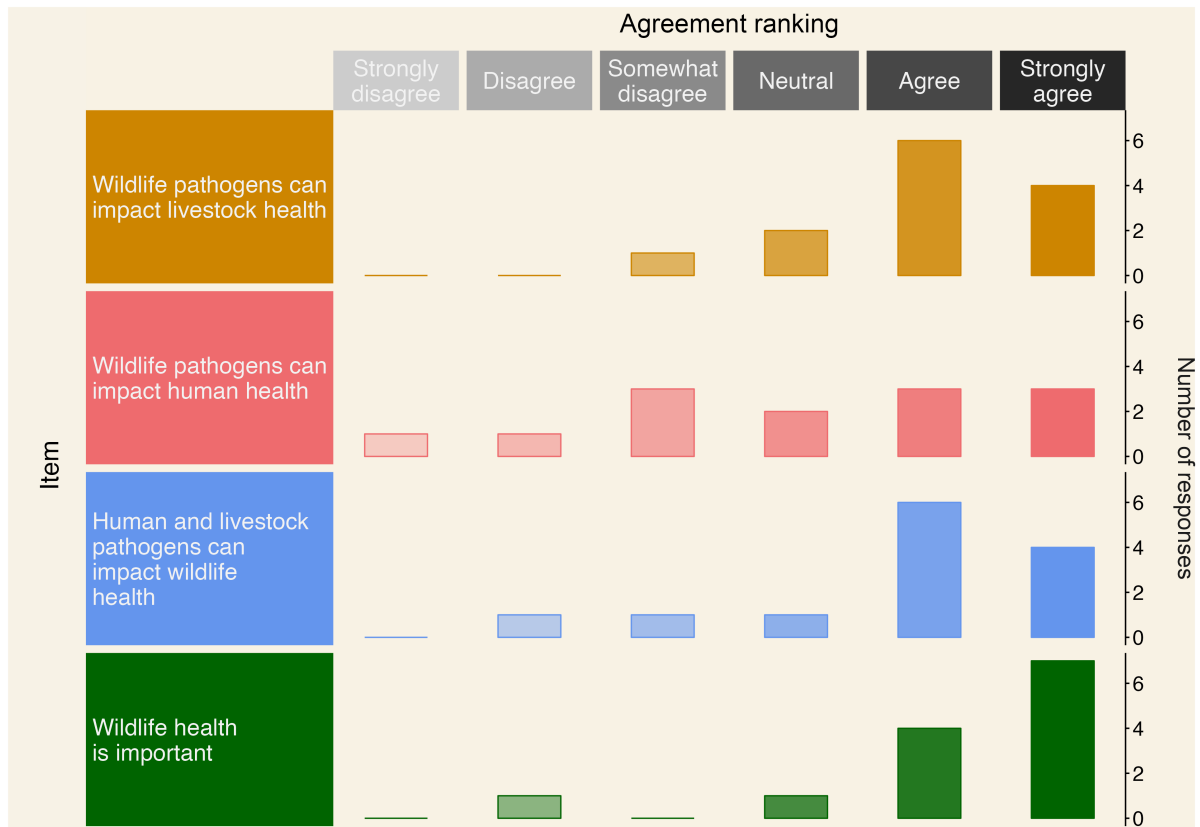 Agreement ranking
Strongly
disagree
Disagree
Somewhat
disagree
Neutral
Agree
Strongly
agree
Item
Number of responses
Wildlife pathogens can
impact livestock health
6
4
2
0
Wildlife pathogens can
impact human health
6
4
2
0
Human and livestock
pathogens can
impact wildlife
health
6
4
2
0
Wildlife health
is important
6
4
2
0